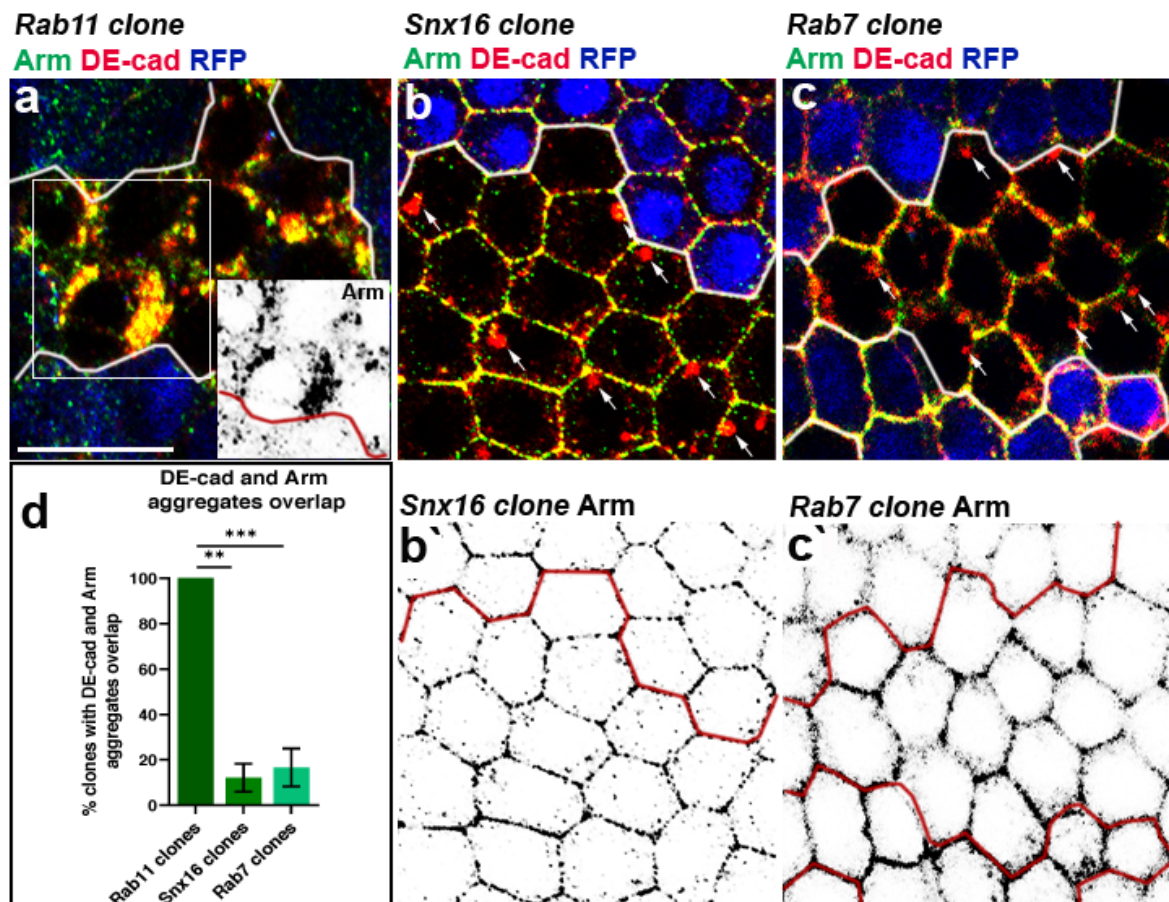 Rab11 clone
Arm DE-cad RFP
Snx16 clone
Arm DE-cad RFP
Rab7 clone
Arm DE-cad RFP
a
Arm
b
c
d
DE-cad and Arm
aggregates overlap
***
**
% clones with DE-cad and Arm
aggregates overlap
100
80
60
40
20
0
Rab11 clones
Snx16 clones
Rab7 clones
Snx16 clone Arm
b`
Rab7 clone Arm
c`